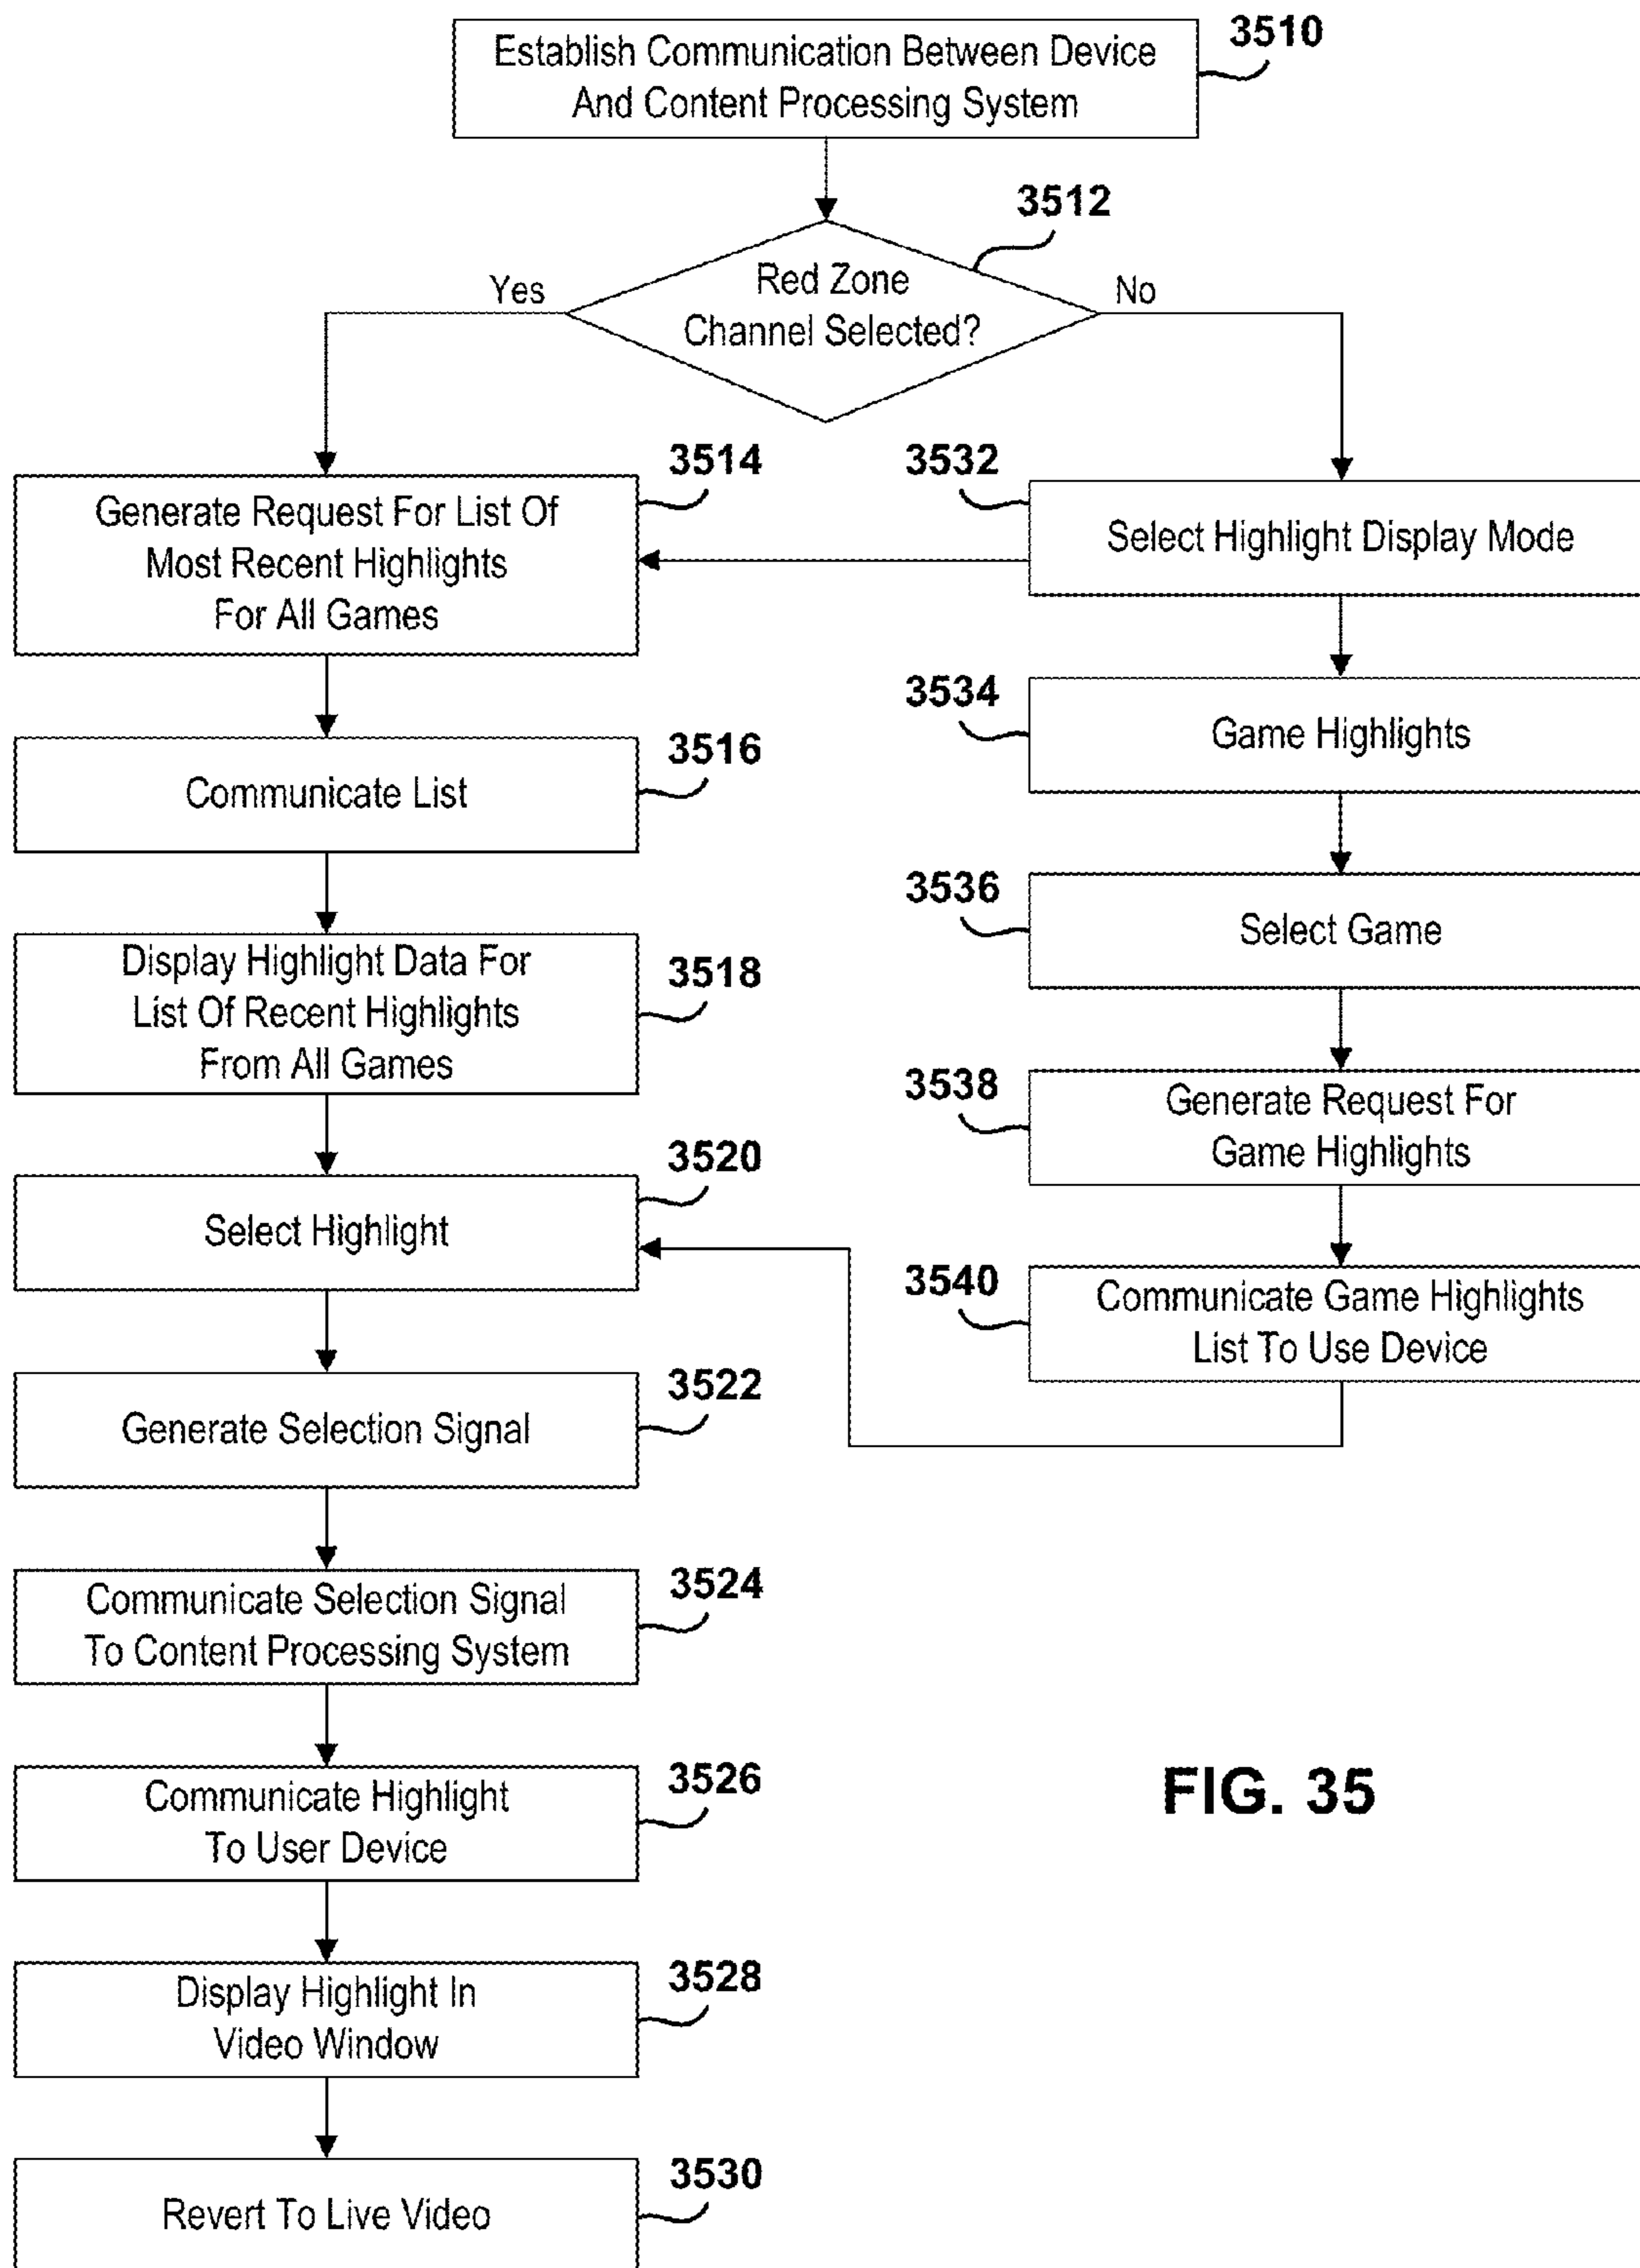 Establish Communication Between Device
And Content Processing System
3510
3512
Red Zone
Channel Selected?
Yes
No
3514
Generate Request For List Of
Most Recent Highlights
For All Games
3532
Select Highlight Display Mode
3516
Communicate List
3534
Game Highlights
3518
Display Highlight Data For
List Of Recent Highlights
From All Games
3536
Select Game
3520
Select Highlight
3538
Generate Request For
Game Highlights
3522
Generate Selection Signal
3540
Communicate Game Highlights
List To Use Device
3524
Communicate Selection Signal
To Content Processing System
3526
Communicate Highlight
To User Device
3528
Display Highlight In
Video Window
3530
Revert To Live Video
FIG. 35